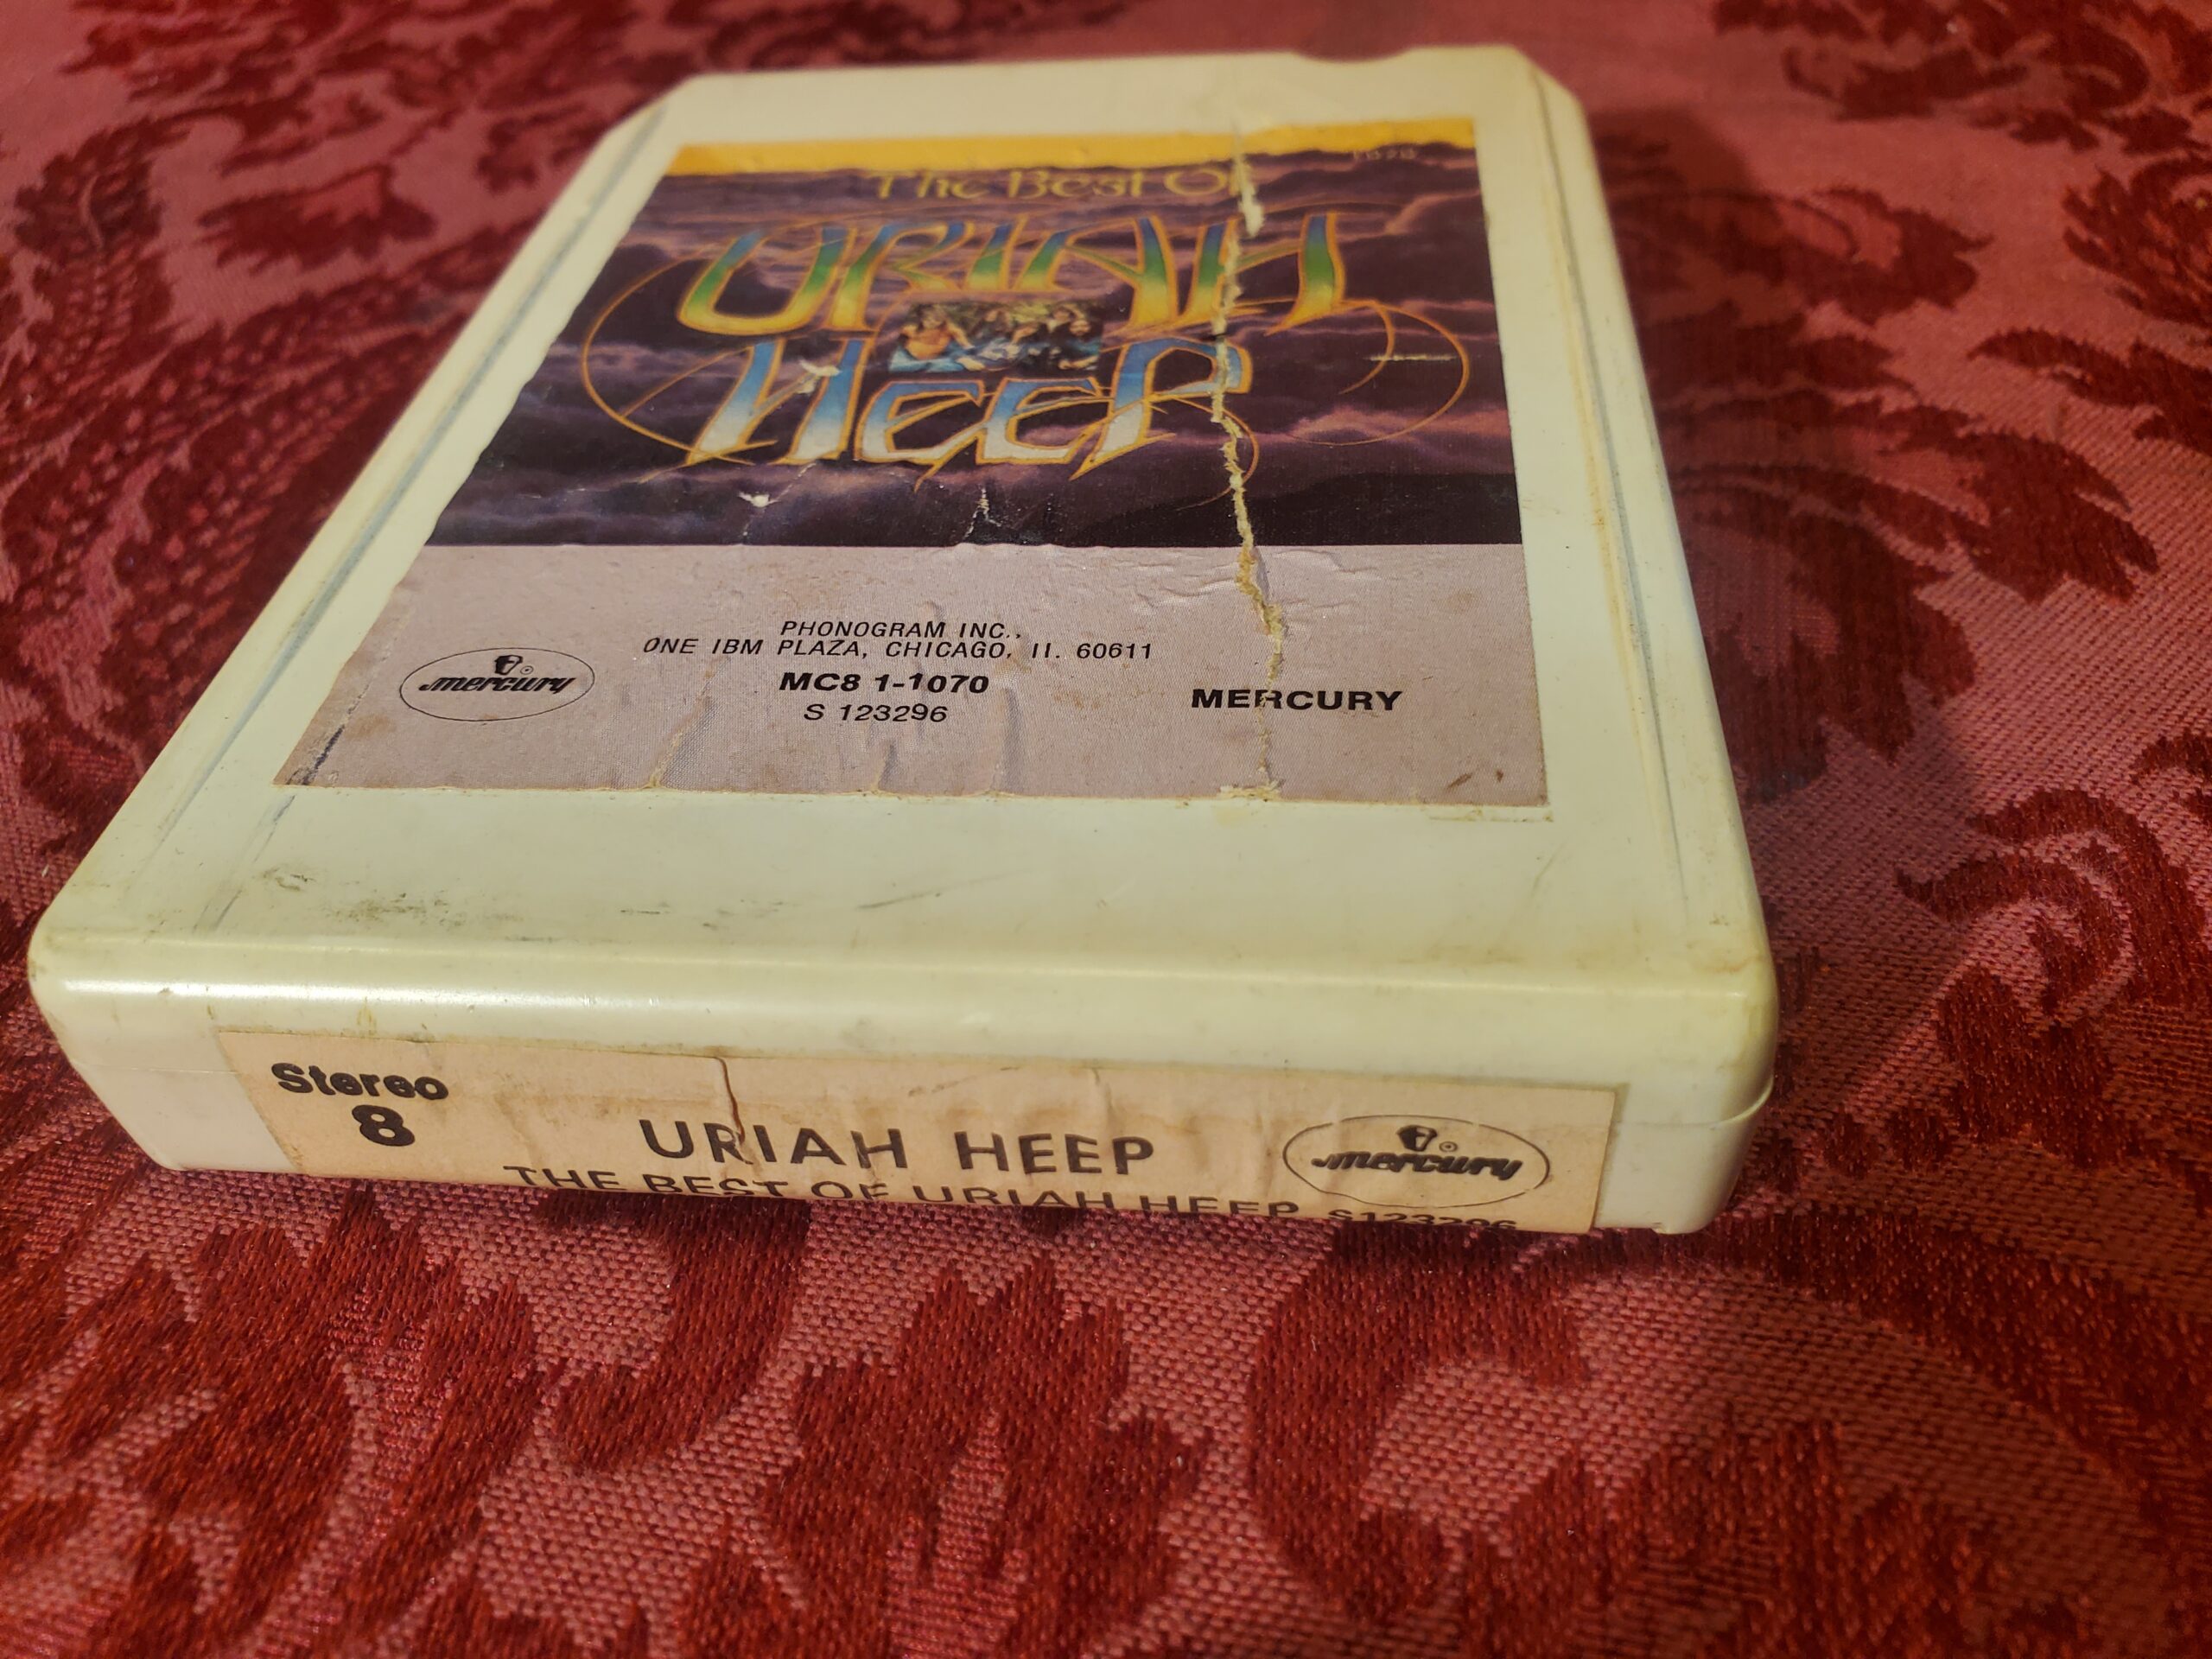 The Best Of
URIAH
HEEP
PHONOGRAM INC.,
ONE IBM PLAZA, CHICAGO, Il. 60611
mercury
MC8 1-1070
S 123296
MERCURY
Stereo
8
URIAH HEEP
THE BEST OF URIAH HEEP
mercury
S123296